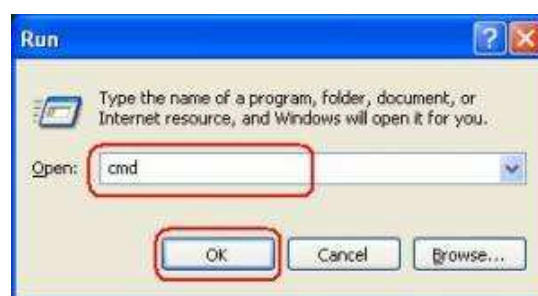 Run
Type the name of a program, folder, document, or
Internet resource, and Windows will open it for you.
Open: cmd
OK Cancel Browse...